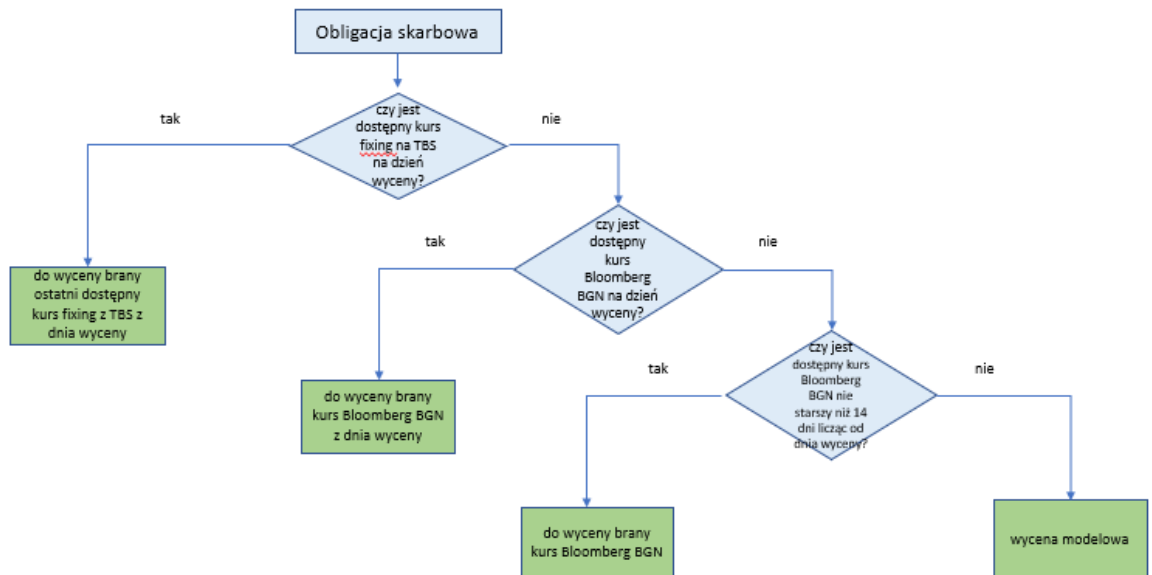 Obligacja skarbowa
czy jest
dostępny kurs
fixing na TBS
na dzień
wyceny?
tak
nie
czy jest
dostępny
kurs
Bloomberg
BGN na dzień
wyceny?
tak
nie
do wyceny brany
ostatni dostępny
kurs fixing z TBS z
dnia wyceny
czy jest
dostępny kurs
Bloomberg
BGN nie
starszy niż 14
dni licząc od
dnia wyceny?
tak
nie
do wyceny brany
kurs Bloomberg BGN
z dnia wyceny
do wyceny brany
kurs Bloomberg BGN
wycena modelowa